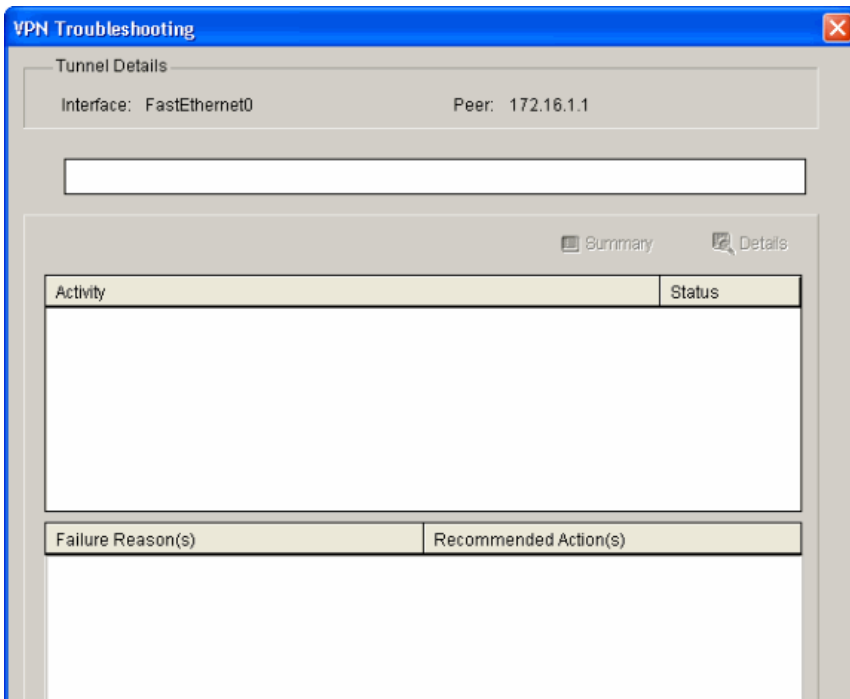 VPN Troubleshooting
Tunnel Details
Interface: FastEthernet0 Peer: 172.16.1.1
Summary Details
Activity Status
Failure Reason(s) Recommended Action(s)